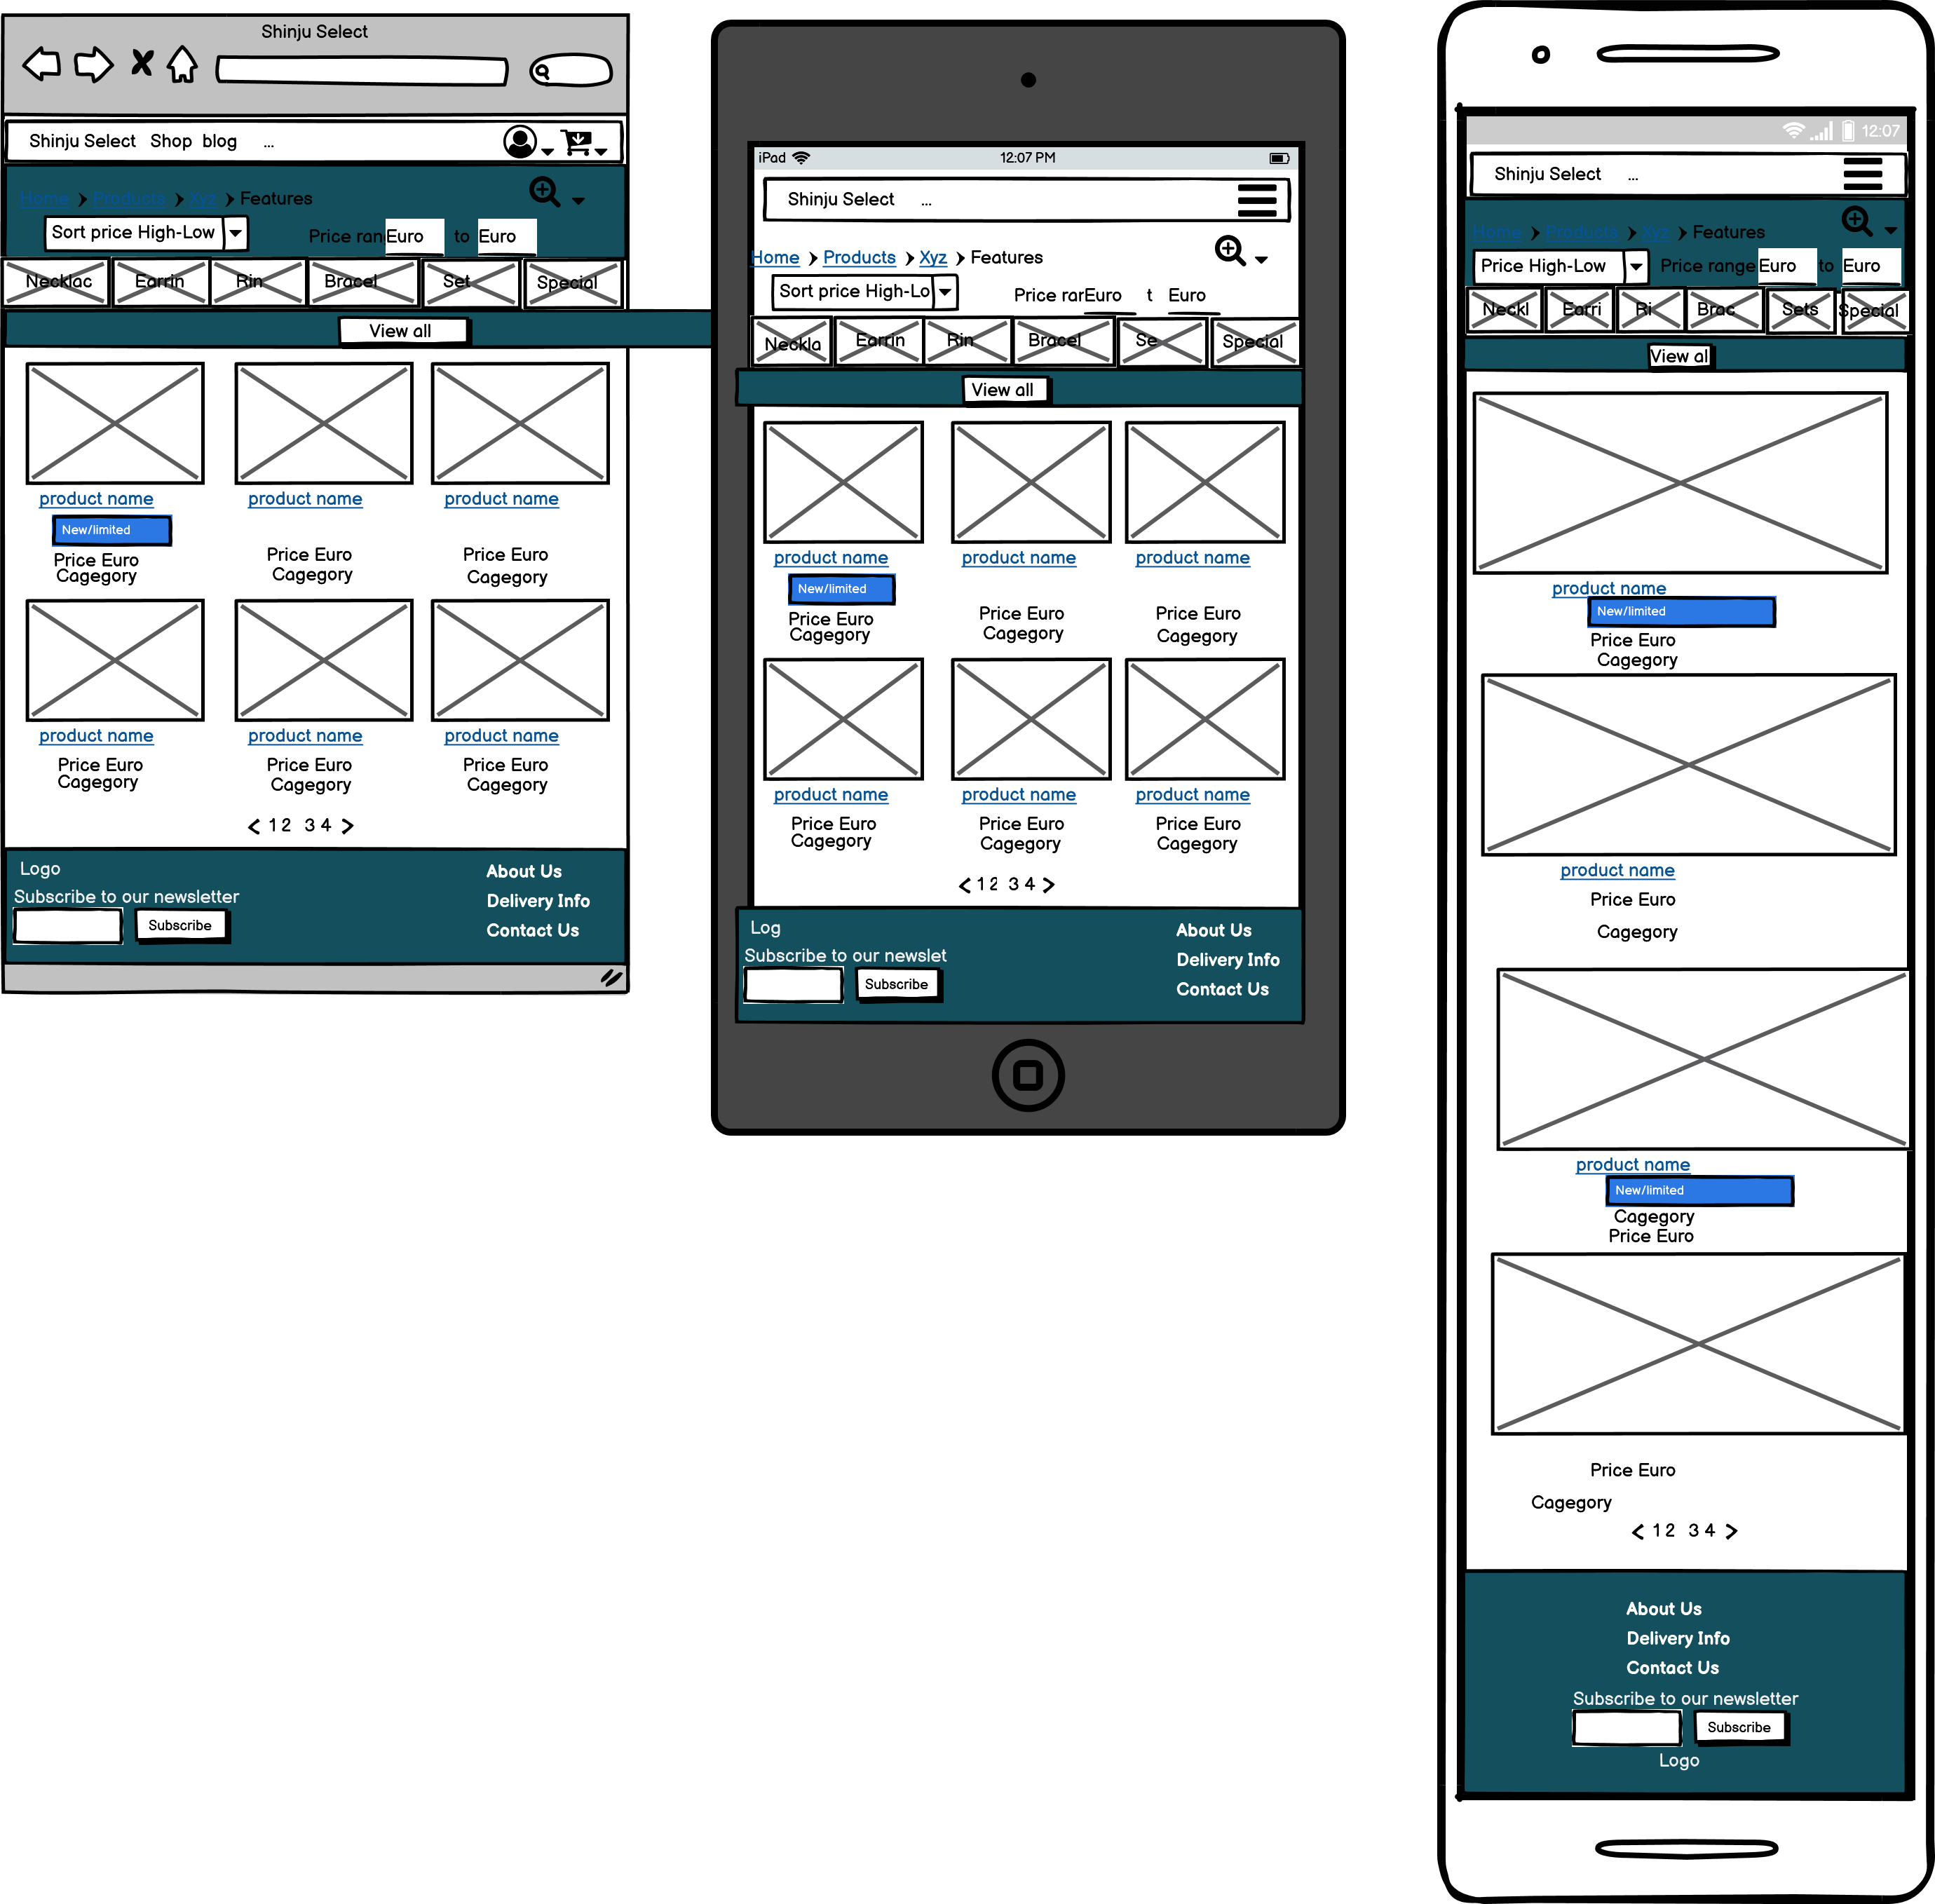 Shinju Select
Shinju Select Shop blog ...
Home Products Xyz Features
Sort price High-Low Price ran Euro to Euro
Necklac Earrin Rin Bracel Set Special
View all
product name product name product name
New/limited
Price Euro Price Euro Price Euro
Cagegory Cagegory Cagegory
product name product name product name
Price Euro Price Euro Price Euro
Cagegory Cagegory Cagegory
1 2 3 4
Logo
Subscribe to our newsletter
Subscribe
About Us
Delivery Info
Contact Us
iPad 12:07 PM
Shinju Select ...
Home Products Xyz Features
Sort price High-Lo Price rar Euro t Euro
Neckla Earrin Rin Bracel Se Special
View all
product name product name product name
New/limited
Price Euro Price Euro Price Euro
Cagegory Cagegory Cagegory
product name product name product name
Price Euro Price Euro Price Euro
Cagegory Cagegory Cagegory
1 2 3 4
Log
Subscribe to our newslet
Subscribe
About Us
Delivery Info
Contact Us
12:07
Shinju Select ...
Home Products Xyz Features
Price High-Low Price range Euro to Euro
Neckl Earri Ri Brac Sets Special
View al
product name
New/limited
Price Euro
Cagegory
product name
Price Euro
Cagegory
product name
New/limited
Cagegory
Price Euro
Price Euro
Cagegory
1 2 3 4
About Us
Delivery Info
Contact Us
Subscribe to our newsletter
Subscribe
Logo